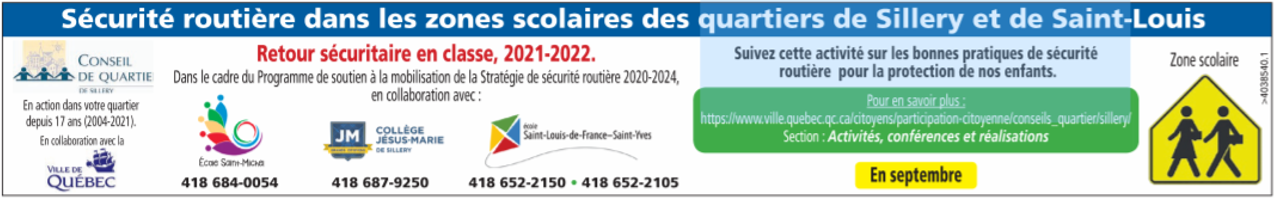 Sécurité routière dans les zones scolaires des quartiers de Sillery et de Saint-Louis
CONSEIL
DE QUARTIE
DE SILLERY
En action dans votre quartier
depuis 17 ans (2004-2021).
En collaboration avec la
VILLE DE
QUÉBEC
Retour sécuritaire en classe, 2021-2022.
Dans le cadre du Programme de soutien à la mobilisation de la Stratégie de sécurité routière 2020-2024,
en collaboration avec :
École Saint-Michel
418 684-0054
JM
COLLÈGE
JÉSUS-MARIE
DE SILLERY
418 687-9250
école
Saint-Louis-de-France–Saint-Yves
418 652-2150 • 418 652-2105
Suivez cette activité sur les bonnes pratiques de sécurité
routière pour la protection de nos enfants.
Pour en savoir plus :
https://www.ville.quebec.qc.ca/citoyens/participation-citoyenne/conseils_quartier/sillery/
Section : Activités, conférences et réalisations
En septembre
Zone scolaire
>4038540.1